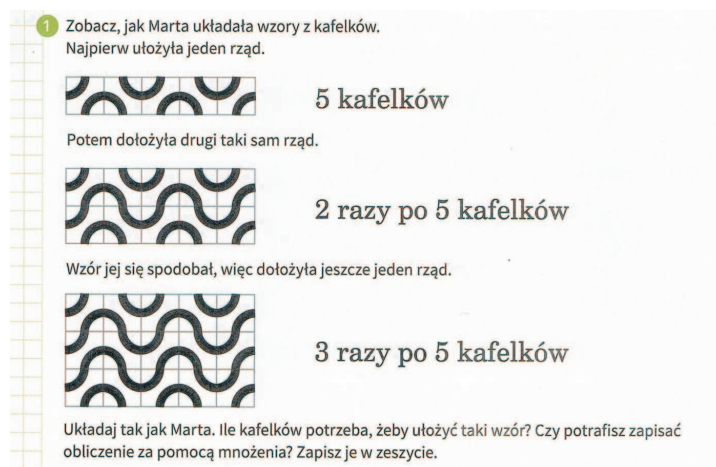 1 Zobacz, jak Marta układała wzory z kafelków.
Najpierw ułożyła jeden rząd.
5 kafelków
Potem dołożyła drugi taki sam rząd.
2 razy po 5 kafelków
Wzór jej się spodobał, więc dołożyła jeszcze jeden rząd.
3 razy po 5 kafelków
Układaj tak jak Marta. Ile kafelków potrzeba, żeby ułożyć taki wzór? Czy potrafisz zapisać
obliczenie za pomocą mnożenia? Zapisz je w zeszycie.